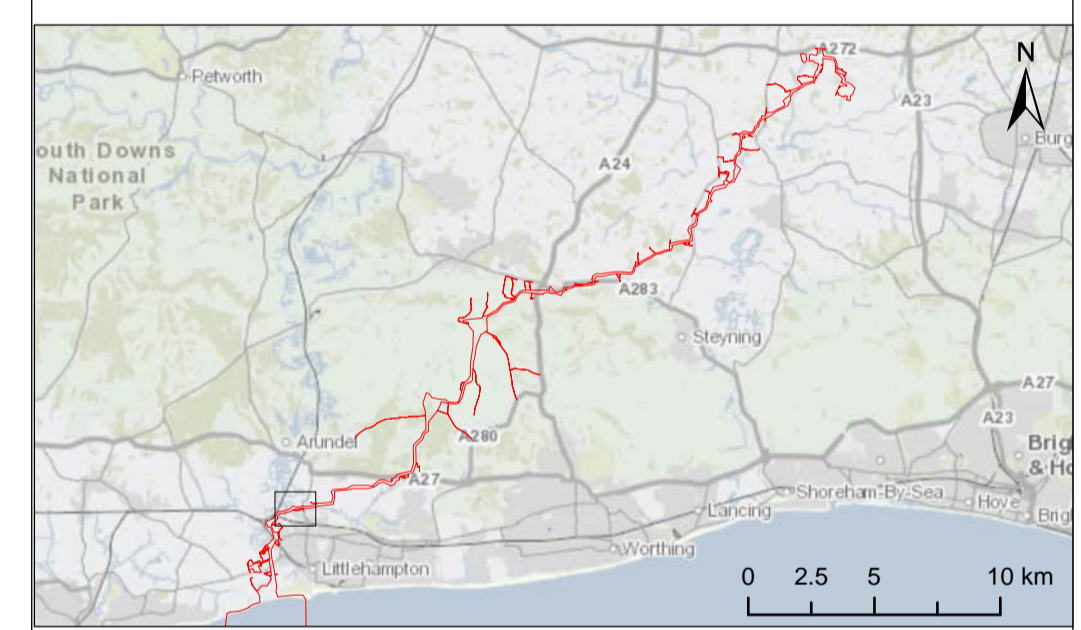 A272
N
Petworth
A23
Burg
outh Downs
National
Park
A24
A283
Steyning
A27
A23
Arundel
A280
Brig
& Ho
A27
Shoreham-By-Sea
Hove
Lancing
Brig
Worthing
Littlehampton
0 2.5 5 10 km